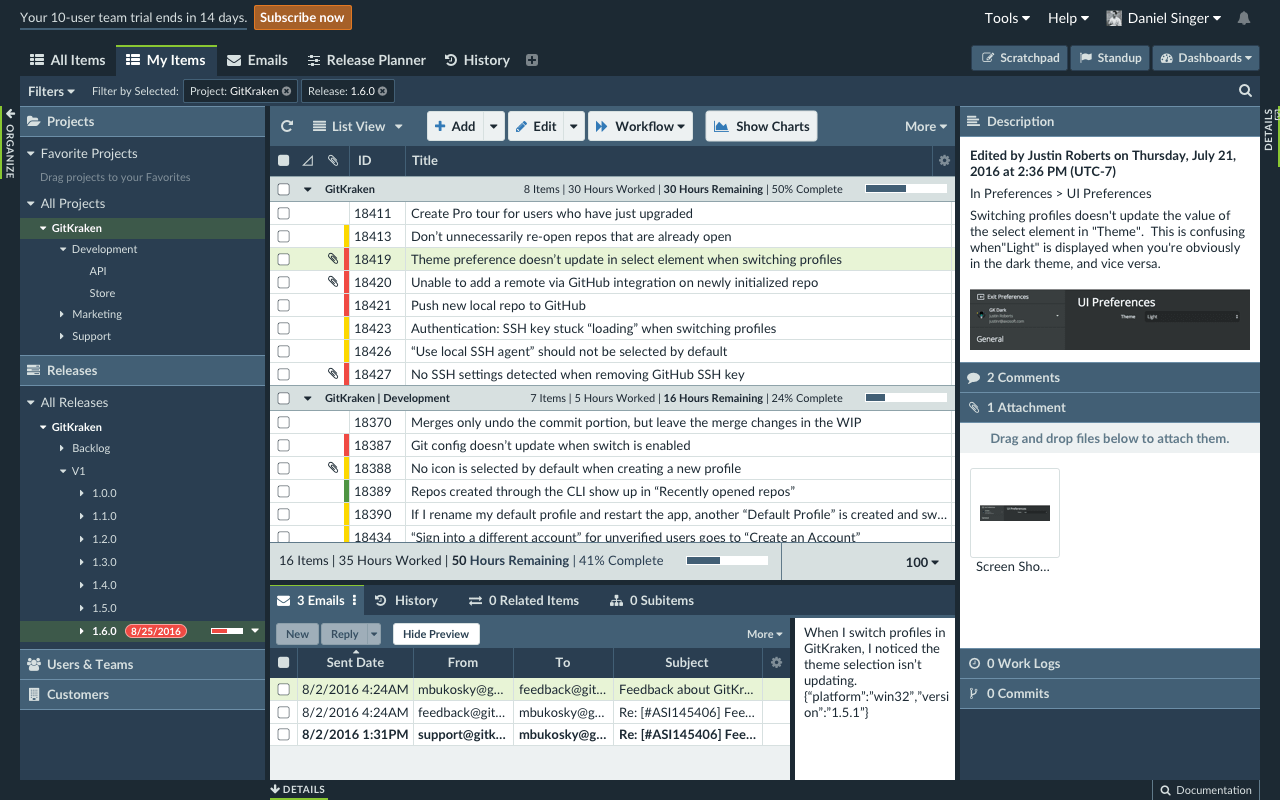 Your 10-user team trial ends in 14 days. Subscribe now
Tools Help Daniel Singer
All Items My Items Emails Release Planner History
Scratchpad Standup Dashboards
Filters Filter by Selected: Project: GitKraken Release: 1.6.0
ORGANIZE
Projects
Favorite Projects
Drag projects to your Favorites
All Projects
GitKraken
Development
API
Store
Marketing
Support
Releases
All Releases
GitKraken
Backlog
V1
1.0.0
1.1.0
1.2.0
1.3.0
1.4.0
1.5.0
1.6.0 8/25/2016
Users & Teams
Customers
List View Add Edit Workflow Show Charts More
ID Title
GitKraken 8 Items | 30 Hours Worked | 30 Hours Remaining | 50% Complete
18411 Create Pro tour for users who have just upgraded
18413 Don’t unnecessarily re-open repos that are already open
18419 Theme preference doesn’t update in select element when switching profiles
18420 Unable to add a remote via GitHub integration on newly initialized repo
18421 Push new local repo to GitHub
18423 Authentication: SSH key stuck “loading” when switching profiles
18426 “Use local SSH agent” should not be selected by default
18427 No SSH settings detected when removing GitHub SSH key
GitKraken | Development 7 Items | 5 Hours Worked | 16 Hours Remaining | 24% Complete
18370 Merges only undo the commit portion, but leave the merge changes in the WIP
18387 Git config doesn’t update when switch is enabled
18388 No icon is selected by default when creating a new profile
18389 Repos created through the CLI show up in “Recently opened repos”
18390 If I rename my default profile and restart the app, another “Default Profile” is created and sw...
18434 “Sign into a different account” for unverified users goes to “Create an Account”
16 Items | 35 Hours Worked | 50 Hours Remaining | 41% Complete 100
3 Emails History 0 Related Items 0 Subitems
New Reply Hide Preview More
Sent Date From To Subject
8/2/2016 4:24AM mbukosky@g... feedback@git... Feedback about GitKr...
8/2/2016 4:24AM feedback@git... mbukosky@g... Re: [#ASI145406] Fee...
8/2/2016 1:31PM support@gitk... mbukosky@g... Re: [#ASI145406] Fee...
When I switch profiles in
GitKraken, I noticed the
theme selection isn’t
updating.
{“platform”:”win32”,”versi
on”:”1.5.1”}
DETAILS
Description
Edited by Justin Roberts on Thursday, July 21,
2016 at 2:36 PM (UTC-7)
In Preferences > UI Preferences
Switching profiles doesn't update the value of
the select element in "Theme". This is confusing
when"Light" is displayed when you're obviously
in the dark theme, and vice versa.
Exit Preferences
GK Dark
General
UI Preferences
Theme Light
2 Comments
1 Attachment
Drag and drop files below to attach them.
Screen Sho...
0 Work Logs
0 Commits
DETAILS
Documentation